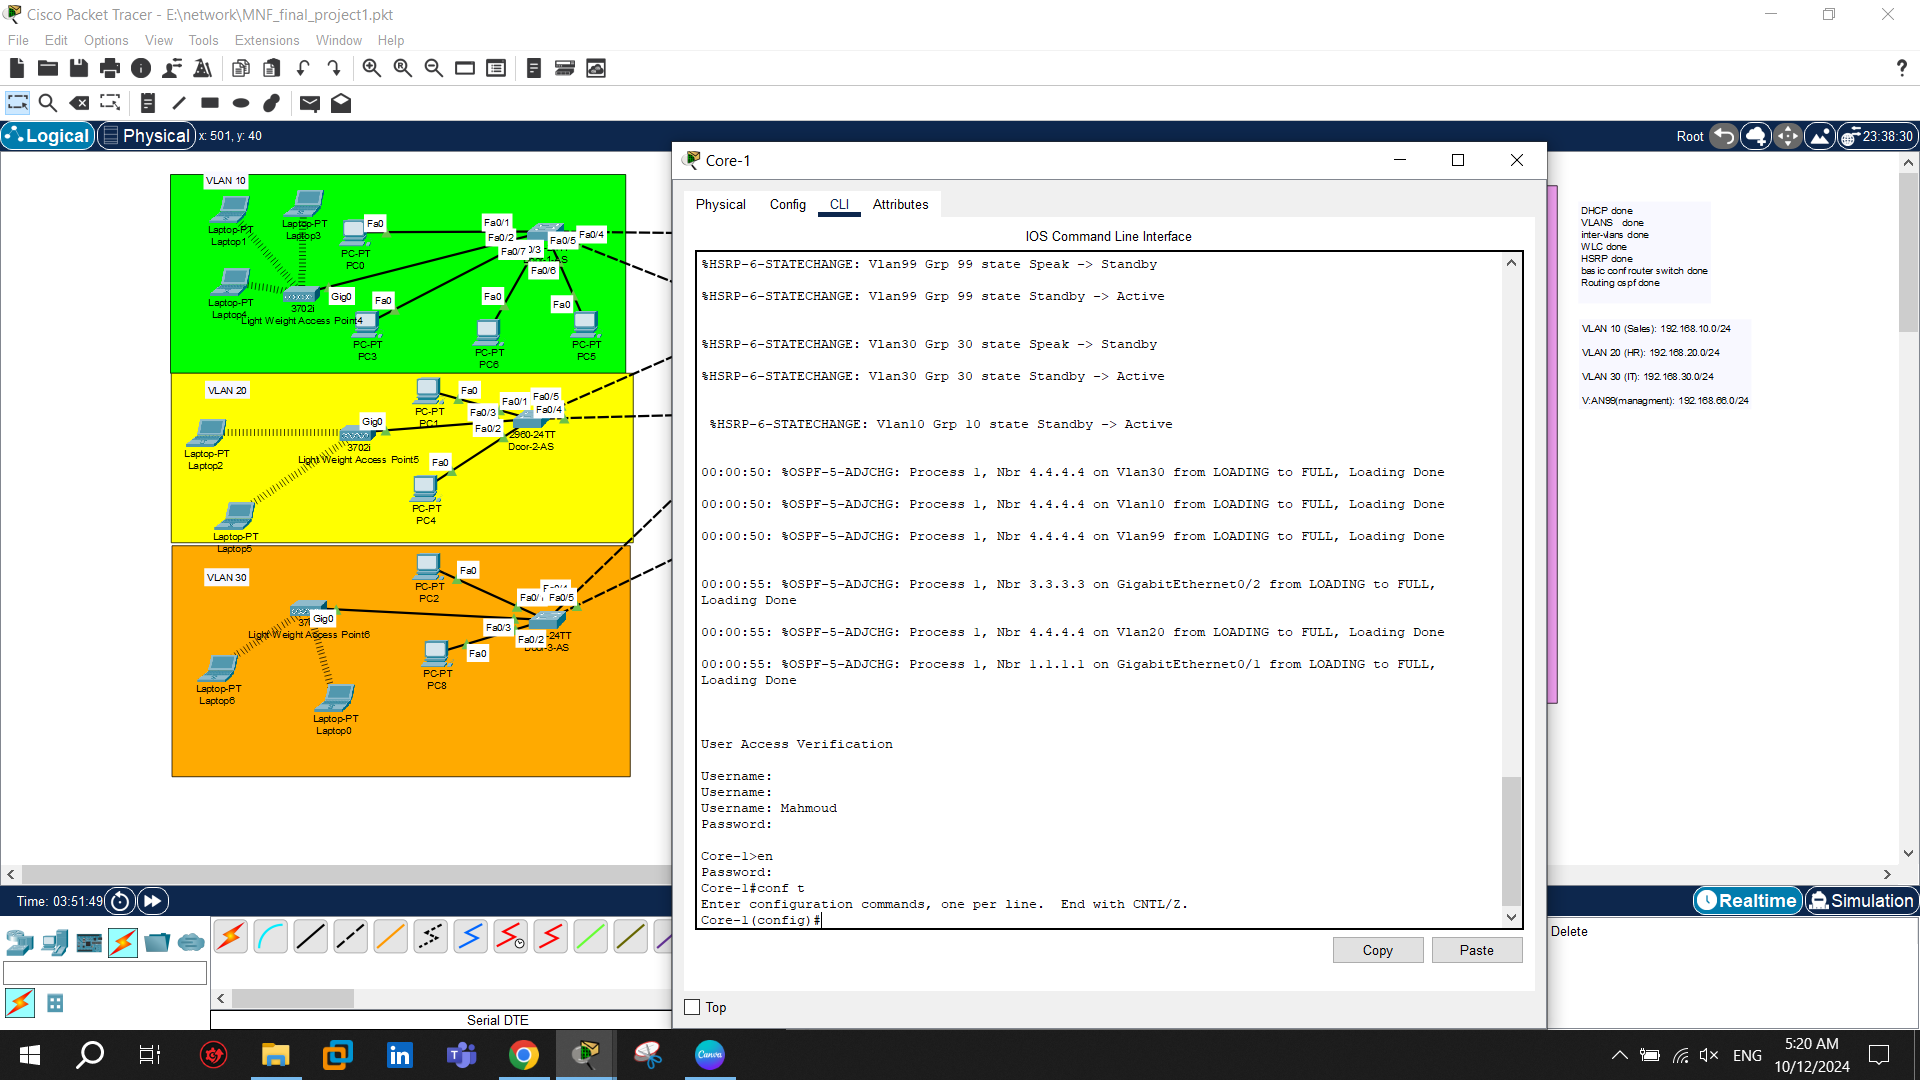 Cisco Packet Tracer - E:\network\MNF_final_project1.pkt
File Edit Options View Tools Extensions Window Help
?
Logical Physical x: 501, y: 40
Root 23:38:30
VLAN 10
Laptop-PT
Laptop1
Laptop-PT
Laptop3
Fa0
PC-PT
PC0
Fa0/1
Fa0/2
Fa0/5
Fa0/4
Fa0/7
Fa0/6
Laptop-PT
Laptop4
Gig0
3702i
Light Weight Access Point4
Fa0
PC-PT
PC3
Fa0
PC-PT
PC6
Fa0
PC-PT
PC5
VLAN 20
PC-PT
PC1
Fa0
Fa0/1
Fa0/5
Fa0/3
Fa0/4
Fa0/2
2960-24TT
Door-2-AS
Laptop-PT
Laptop2
Gig0
3702i
Light Weight Access Point5
Fa0
PC-PT
PC4
Laptop-PT
Laptop5
VLAN 30
PC-PT
PC2
Fa0
Fa0/4
Fa0/5
Gig0
Light Weight Access Point6
Fa0/3
Fa0/2
-24TT
Door-3-AS
PC-PT
PC8
Fa0
Laptop-PT
Laptop6
Laptop-PT
Laptop0
Core-1
Physical Config CLI Attributes
IOS Command Line Interface
%HSRP-6-STATECHANGE: Vlan99 Grp 99 state Speak -> Standby
%HSRP-6-STATECHANGE: Vlan99 Grp 99 state Standby -> Active
%HSRP-6-STATECHANGE: Vlan30 Grp 30 state Speak -> Standby
%HSRP-6-STATECHANGE: Vlan30 Grp 30 state Standby -> Active
%HSRP-6-STATECHANGE: Vlan10 Grp 10 state Standby -> Active
00:00:50: %OSPF-5-ADJCHG: Process 1, Nbr 4.4.4.4 on Vlan30 from LOADING to FULL, Loading Done
00:00:50: %OSPF-5-ADJCHG: Process 1, Nbr 4.4.4.4 on Vlan10 from LOADING to FULL, Loading Done
00:00:50: %OSPF-5-ADJCHG: Process 1, Nbr 4.4.4.4 on Vlan99 from LOADING to FULL, Loading Done
00:00:55: %OSPF-5-ADJCHG: Process 1, Nbr 3.3.3.3 on GigabitEthernet0/2 from LOADING to FULL,
Loading Done
00:00:55: %OSPF-5-ADJCHG: Process 1, Nbr 4.4.4.4 on Vlan20 from LOADING to FULL, Loading Done
00:00:55: %OSPF-5-ADJCHG: Process 1, Nbr 1.1.1.1 on GigabitEthernet0/1 from LOADING to FULL,
Loading Done
User Access Verification
Username:
Username:
Username: Mahmoud
Password:
Core-1>en
Password:
Core-1#conf t
Enter configuration commands, one per line. End with CNTL/Z.
Core-1(config)#
Copy Paste
Top
DHCP done
VLANS done
inter-vlans done
WLC done
HSRP done
basic conf router switch done
Routing ospf done
VLAN 10 (Sales): 192.168.10.0/24
VLAN 20 (HR): 192.168.20.0/24
VLAN 30 (IT): 192.168.30.0/24
V:AN99(managment): 192.168.66.0/24
Time: 03:51:49
Realtime Simulation
Delete
Serial DTE
Canva
ENG
5:20 AM
10/12/2024